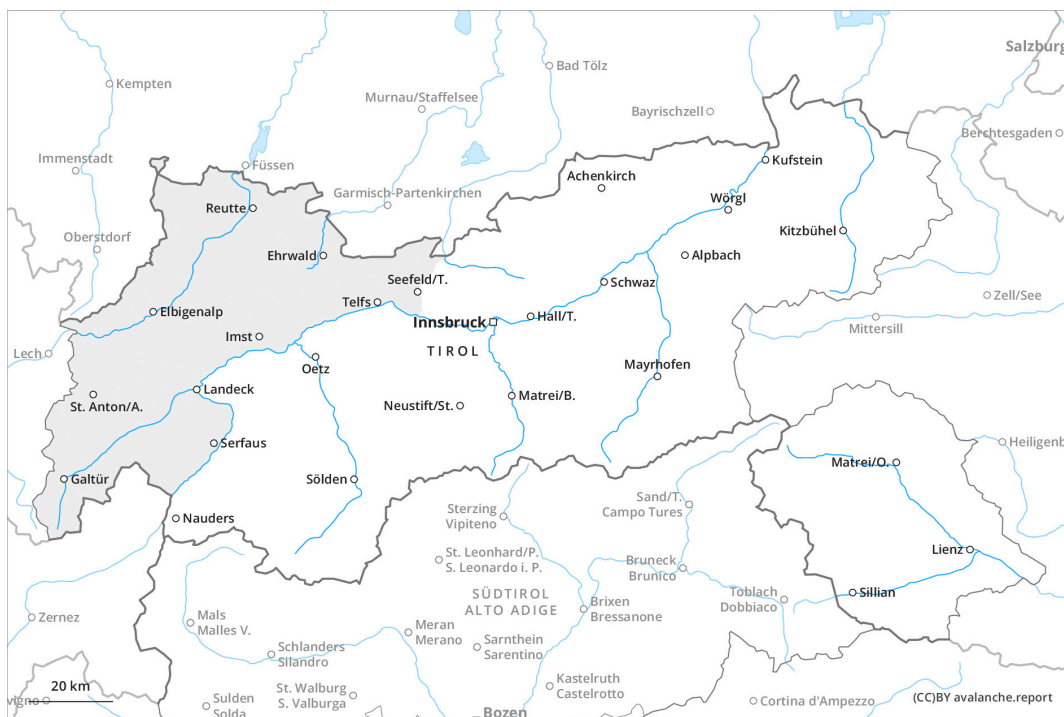 Salzburg
Bad Tölz
Kempten
Murnau/Staffelsee
Bayrischzell
Berchtesgaden
Immenstadt
Füssen
Kufstein
Achenkirch
Garmisch-Partenkirchen
Reutte
Wörgl
Kitzbühel
Oberstdorf
Ehrwald
Alpbach
Seefeld/T.
Schwaz
Zell/See
Telfs
Elbigenalp
Innsbruck
Hall/T.
Mittersill
Imst
TIROL
Lech
Oetz
Mayrhofen
Landeck
St. Anton/A.
Neustift/St.
Matrei/B.
Serfaus
Heiligenb
Matrei/O.
Galtür
Sölden
Sand/T.
Campo Tures
Sterzing
Vipiteno
Nauders
Lienz
St. Leonhard/P.
S. Leonardo i. P.
Bruneck
Brunico
SÜDTIROL
ALTO ADIGE
Toblach
Dobbiaco
Sillian
Brixen
Bressanone
Zernez
Mals
Malles V.
Meran
Merano
Sarnthein
Sarentino
Schlanders
Silandro
Kastelruth
Castelrotto
20 km
St. Walburg
S. Valburga
vigno
Sulden
Solda
Cortina d'Ampezzo
(CC)BY avalanche.report
Bozen